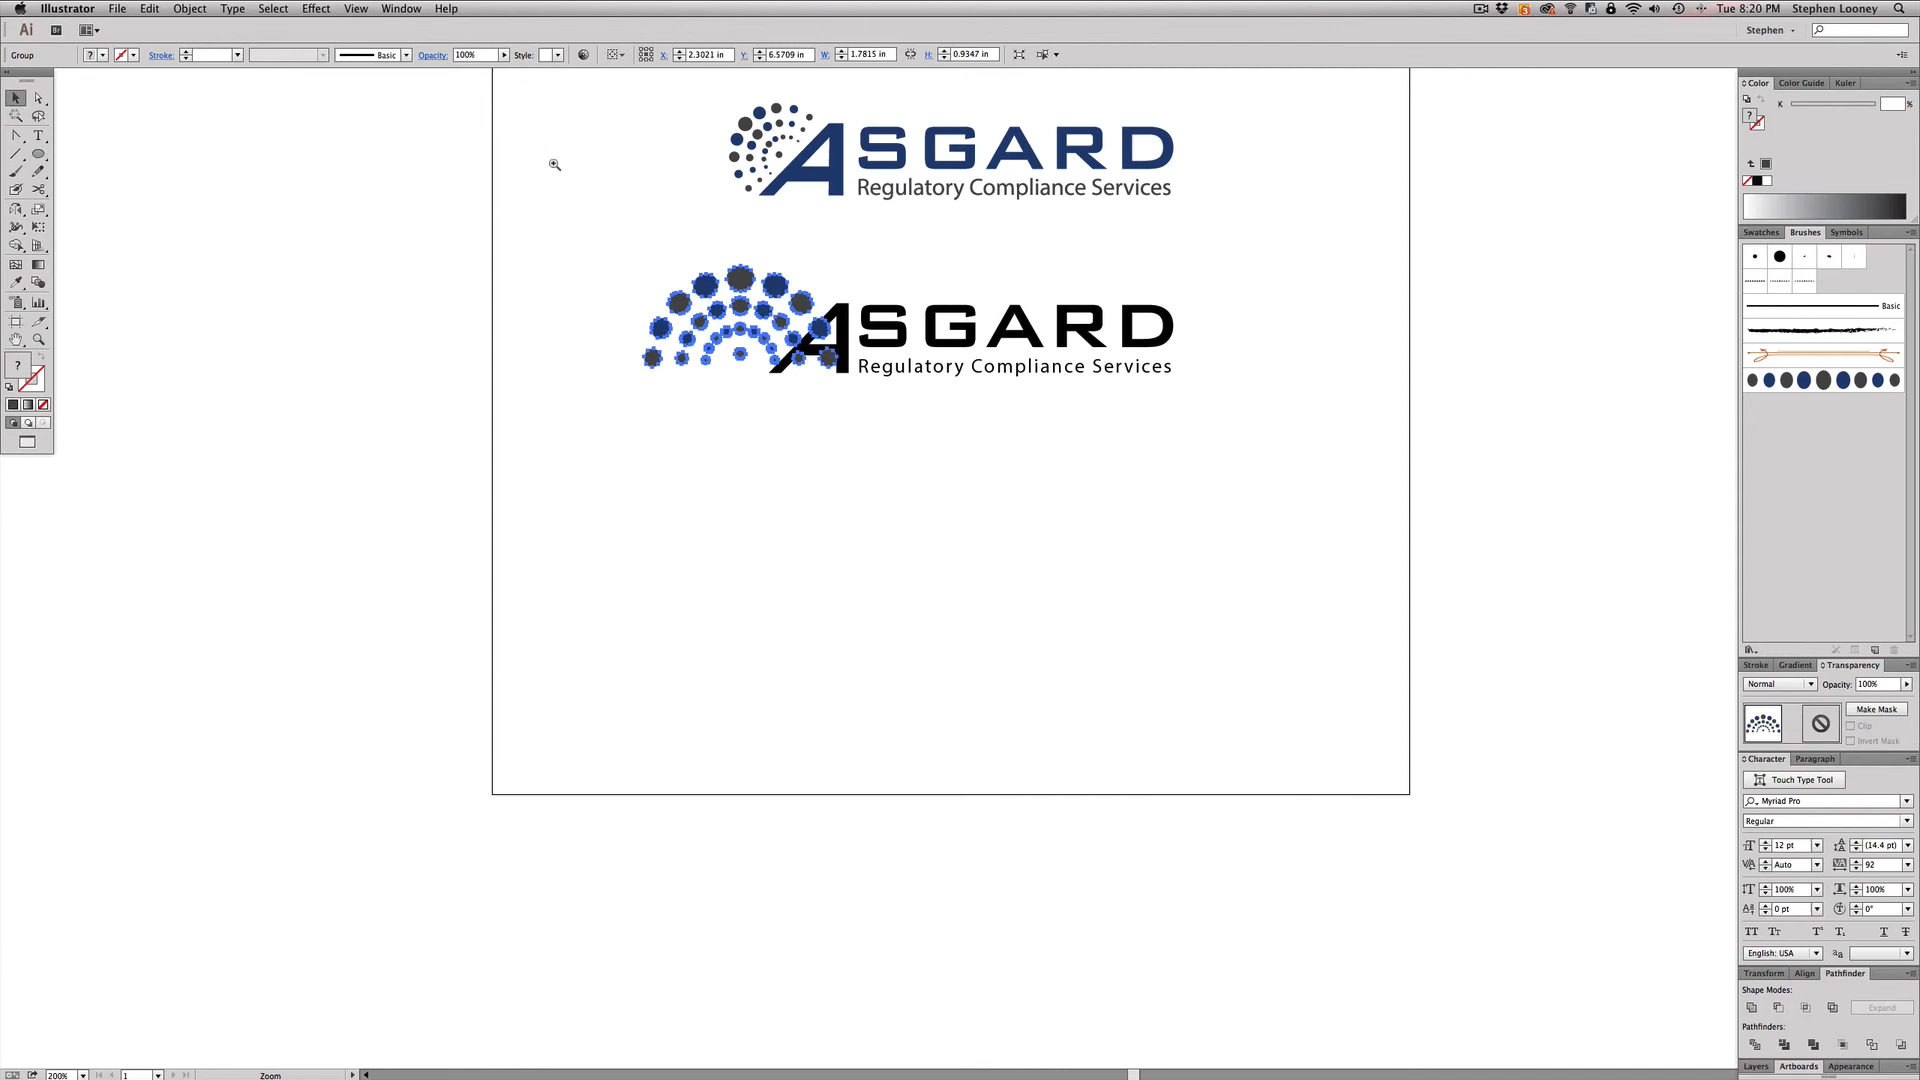 Illustrator File Edit Object Type Select Effect View Window Help
Tue 8:20 PM Stephen Looney
Ai Br Stephen
Group ? Stroke: Basic Opacity: 100% Style: X: 2.3021 in Y: 6.5709 in W: 1.7815 in H: 0.9347 in
Color Color Guide Kuler
K %
?
ASGARD
Regulatory Compliance Services
Swatches Brushes Symbols
Basic
ASGARD
Regulatory Compliance Services
?
Stroke Gradient Transparency
Normal Opacity: 100%
Make Mask
Clip
Invert Mask
Character Paragraph
Touch Type Tool
Myriad Pro
Regular
12 pt (14.4 pt)
Auto 92
100% 100%
0 pt 0°
English: USA
Transform Align Pathfinder
Shape Modes:
Expand
Pathfinders:
Layers Artboards Appearance
200% 1 Zoom